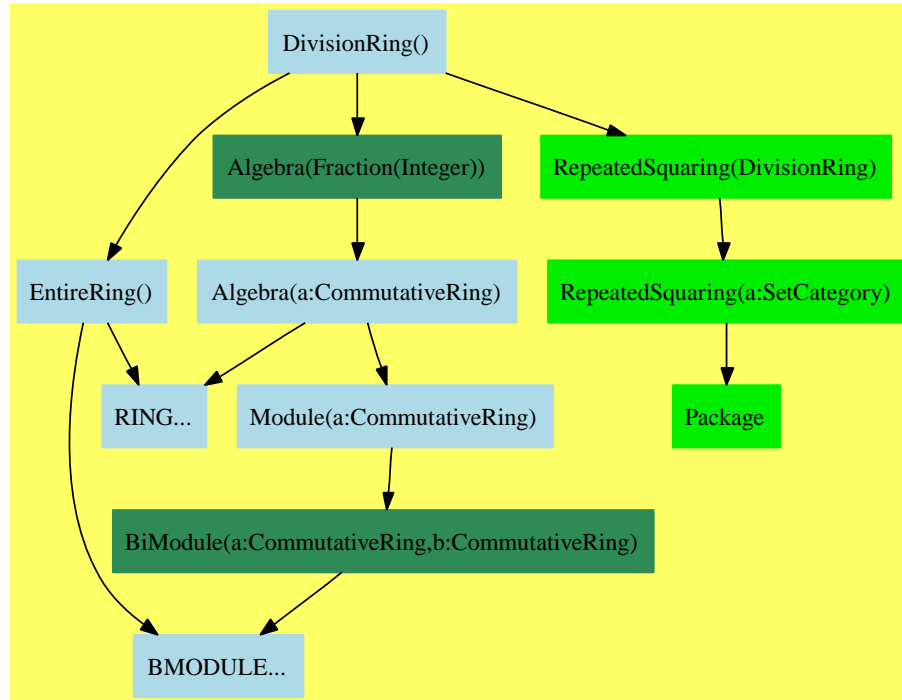 DivisionRing()
Algebra(Fraction(Integer))
RepeatedSquaring(DivisionRing)
EntireRing()
Algebra(a:CommutativeRing)
RepeatedSquaring(a:SetCategory)
RING...
Module(a:CommutativeRing)
Package
BiModule(a:CommutativeRing,b:CommutativeRing)
BMODULE...